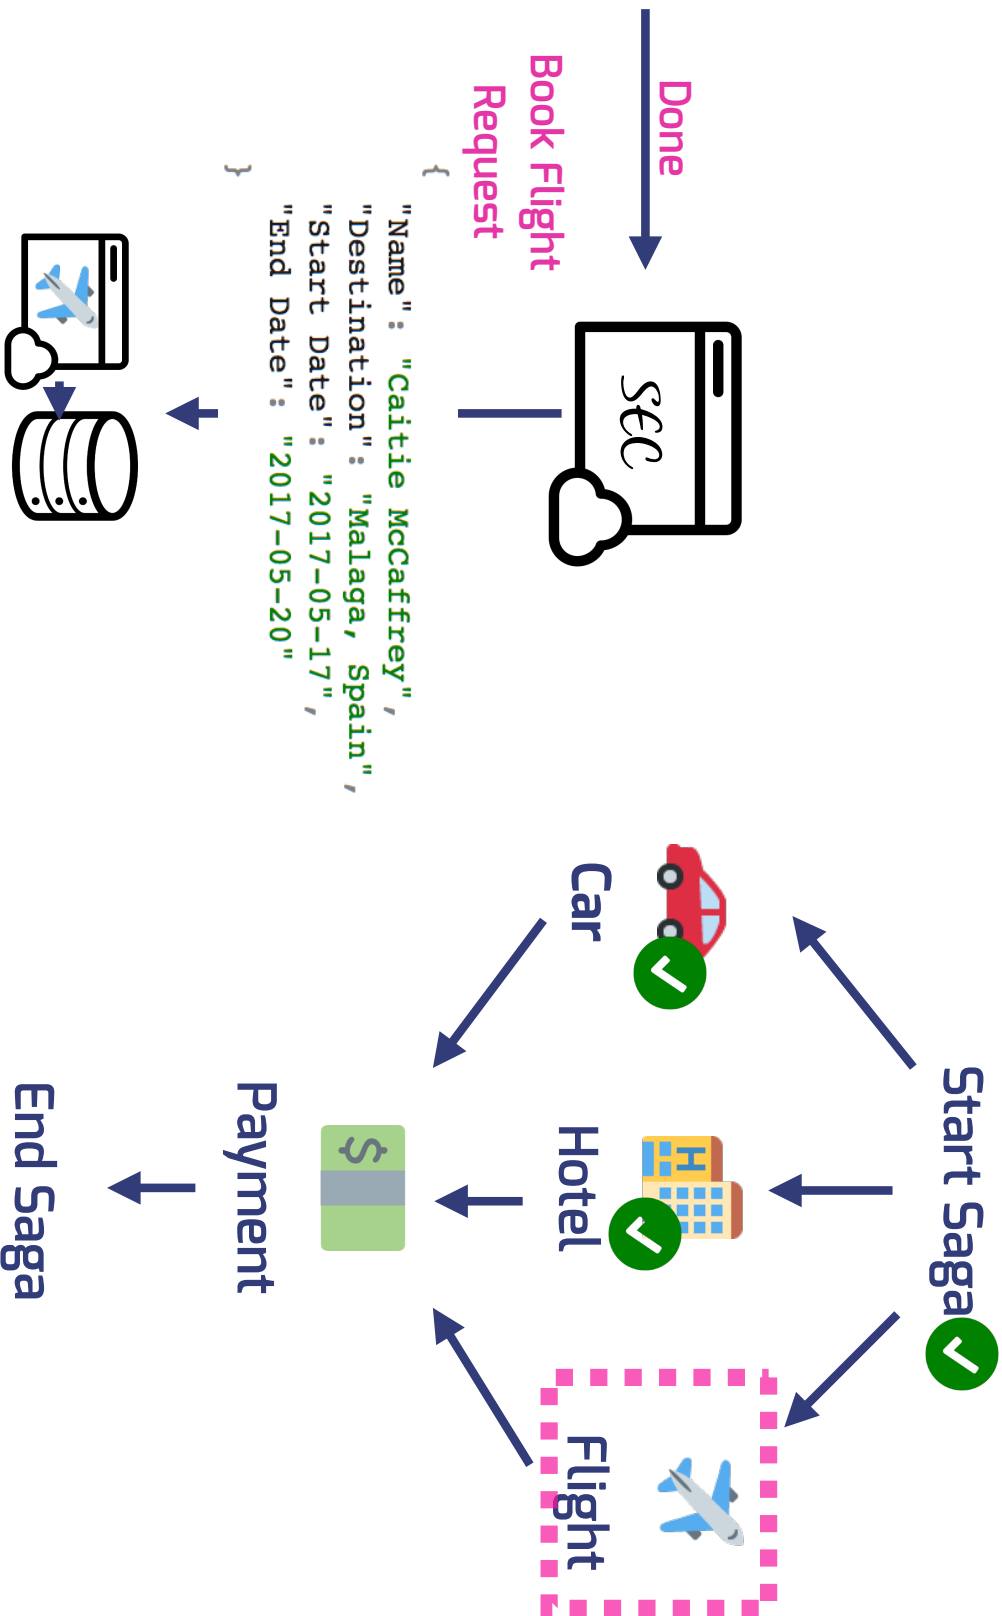 Done
SEC
Book Flight
Request
{
"Name": "Caitie McCaffrey",
"Destination": "Malaga, Spain",
"Start Date": "2017-05-17",
"End Date": "2017-05-20"
}
Start Saga
H
Car
Hotel
Flight
$
Payment
End Saga